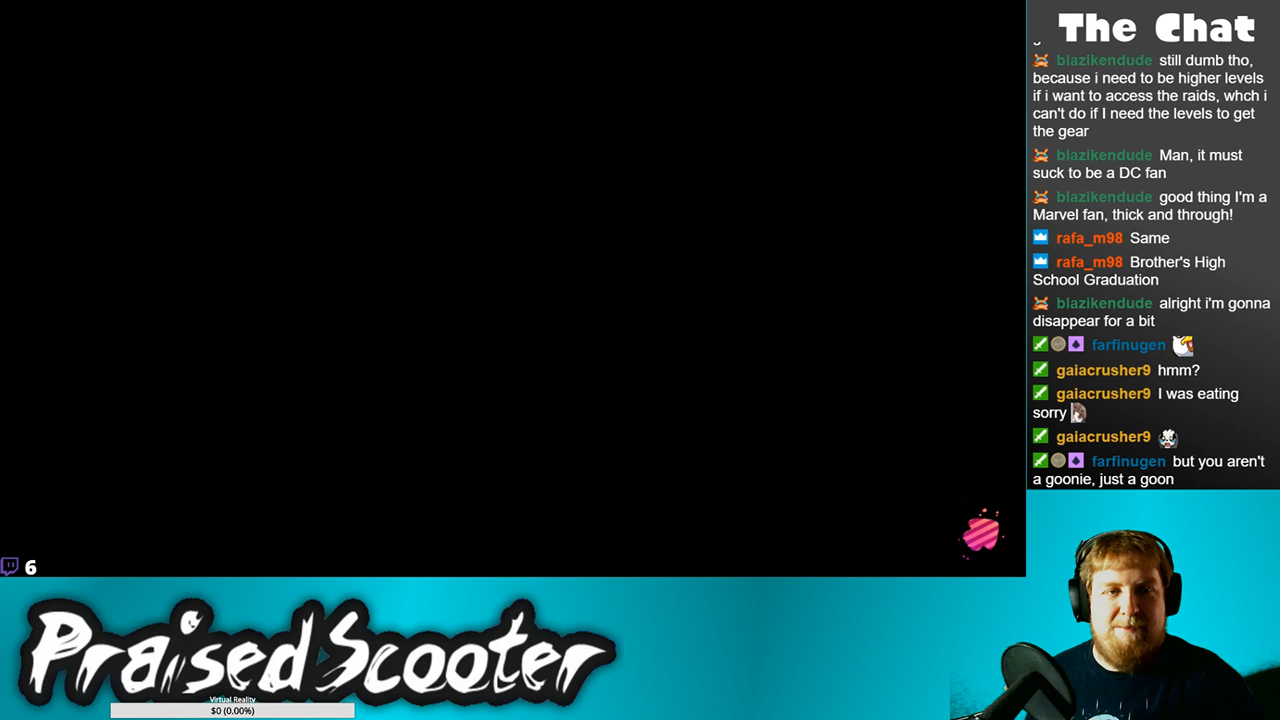 The Chat
blazikendude still dumb tho,
because i need to be higher levels
if i want to access the raids, whch i
can't do if I need the levels to get
the gear
blazikendude Man, it must
suck to be a DC fan
blazikendude good thing I'm a
Marvel fan, thick and through!
rafa_m98 Same
rafa_m98 Brother's High
School Graduation
blazikendude alright i'm gonna
disappear for a bit
farfinugen
gaiacrusher9 hmm?
gaiacrusher9 I was eating
sorry
gaiacrusher9
farfinugen but you aren't
a goonie, just a goon
6
PraisedScooter
Virtual Reality
$0 (0.00%)